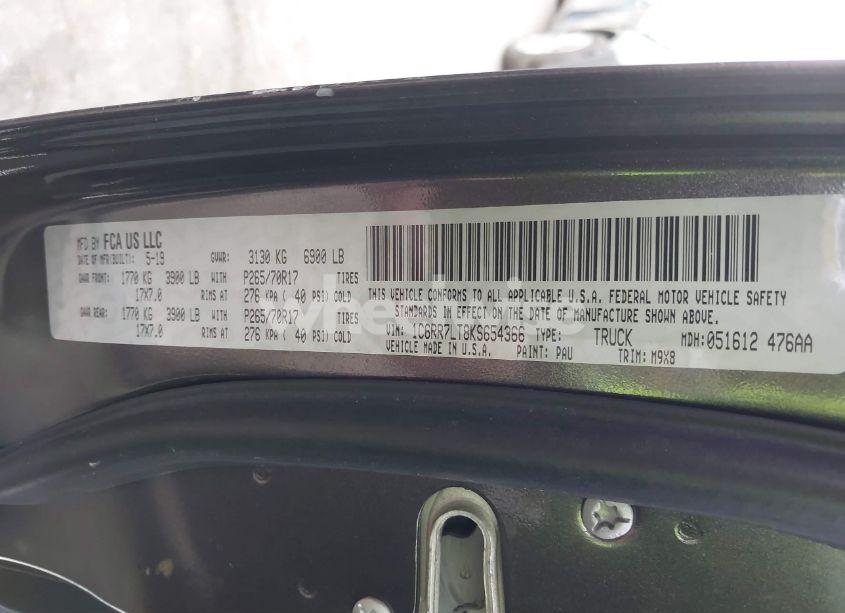 MFD BY FCA US LLC
DATE OF MFR(BUILT): 5-19 GVWR: 3130 KG 6900 LB
GAWR FRONT: 1770 KG 3900 LB WITH P265/70R17 TIRES
17X7.0 RIMS AT 276 KPA ( 40 PSI) COLD
GAWR REAR: 1770 KG 3900 LB WITH P265/70R17 TIRES
17X7.0 RIMS AT 276 KPA ( 40 PSI) COLD
THIS VEHICLE CONFORMS TO ALL APPLICABLE U.S.A. FEDERAL MOTOR VEHICLE SAFETY
STANDARDS IN EFFECT ON THE DATE OF MANUFACTURE SHOWN ABOVE.
VIN: 1C6RR7LT8KS654366 TYPE: TRUCK MDH: 051612 476AA
VEHICLE MADE IN U.S.A. PAINT: PAU TRIM: M9X8